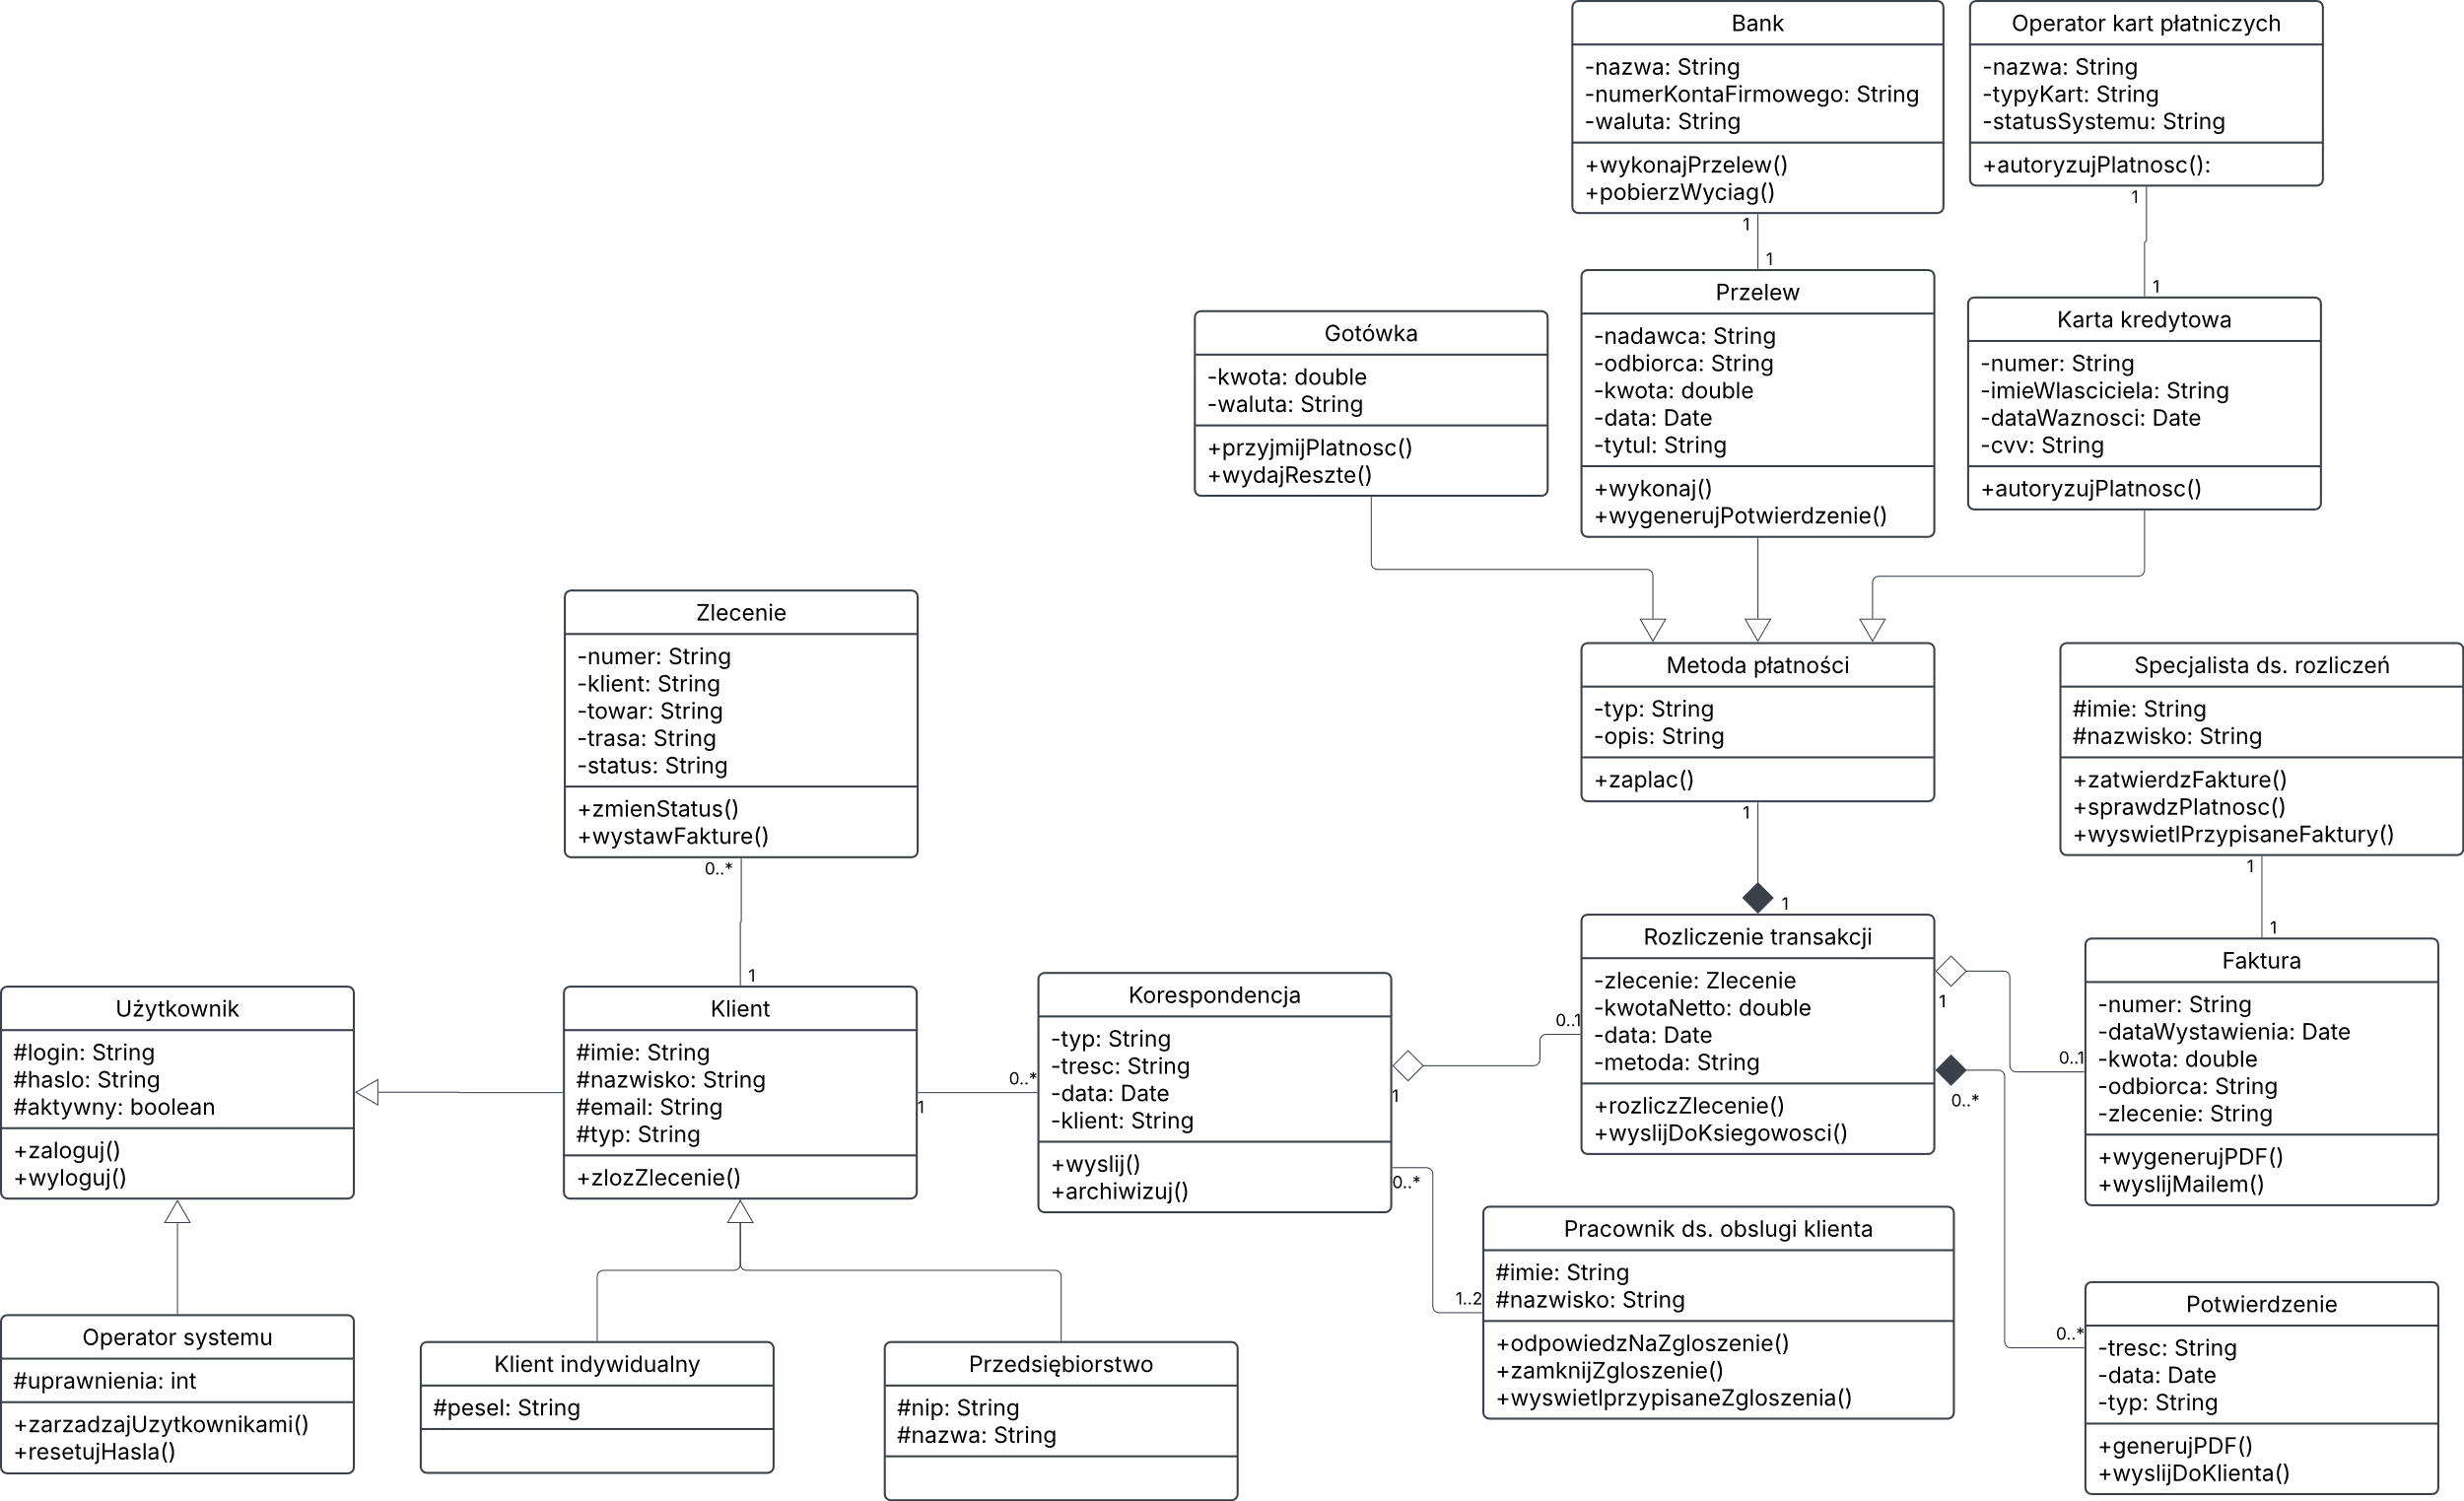 Bank
-nazwa: String
-numerKontaFirmowego: String
-waluta: String
+wykonajPrzelew()
+pobierzWyciag()
1
1
Operator kart płatniczych
-nazwa: String
-typyKart: String
-statusSystemu: String
+autoryzujPlatnosc():
1
1
Gotówka
-kwota: double
-waluta: String
+przyjmijPlatnosc()
+wydajReszte()
Przelew
-nadawca: String
-odbiorca: String
-kwota: double
-data: Date
-tytul: String
+wykonaj()
+wygenerujPotwierdzenie()
Karta kredytowa
-numer: String
-imieWlasciciela: String
-dataWaznosci: Date
-cvv: String
+autoryzujPlatnosc()
Zlecenie
-numer: String
-klient: String
-towar: String
-trasa: String
-status: String
+zmienStatus()
+wystawFakture()
0..*
1
Metoda płatności
-typ: String
-opis: String
+zaplac()
1
1
Specjalista ds. rozliczeń
#imie: String
#nazwisko: String
+zatwierdzFakture()
+sprawdzPlatnosc()
+wyswietlPrzypisaneFaktury()
1
1
Użytkownik
#login: String
#haslo: String
#aktywny: boolean
+zaloguj()
+wyloguj()
Klient
#imie: String
#nazwisko: String
#email: String
#typ: String
+zlozZlecenie()
1
0..*
Korespondencja
-typ: String
-tresc: String
-data: Date
-klient: String
+wyslij()
+archiwizuj()
1
0..1
0..*
1..2
Rozliczenie transakcji
-zlecenie: Zlecenie
-kwotaNetto: double
-data: Date
-metoda: String
+rozliczZlecenie()
+wyslijDoKsiegowosci()
1
0..1
0..*
0..*
Faktura
-numer: String
-dataWystawienia: Date
-kwota: double
-odbiorca: String
-zlecenie: String
+wygenerujPDF()
+wyslijMailem()
Operator systemu
#uprawnienia: int
+zarzadzajUzytkownikami()
+resetujHasla()
Klient indywidualny
#pesel: String
Przedsiębiorstwo
#nip: String
#nazwa: String
Pracownik ds. obslugi klienta
#imie: String
#nazwisko: String
+odpowiedzNaZgloszenie()
+zamknijZgloszenie()
+wyswietlprzypisaneZgloszenia()
Potwierdzenie
-tresc: String
-data: Date
-typ: String
+generujPDF()
+wyslijDoKlienta()